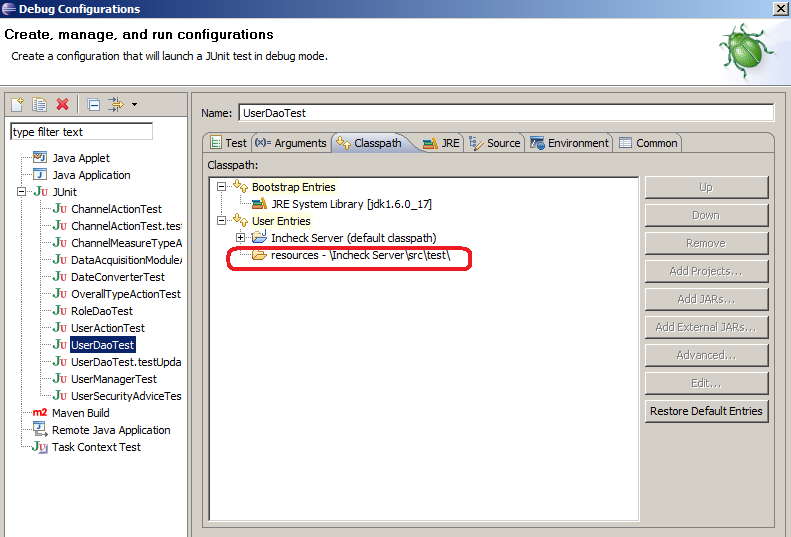 Debug Configurations
Create, manage, and run configurations
Create a configuration that will launch a JUnit test in debug mode.
type filter text
Java Applet
Java Application
JUnit
ChannelActionTest
ChannelActionTest.test
ChannelMeasureTypeA
DataAcquisitionModuleA
DateConverterTest
OverallTypeActionTest
RoleDaoTest
UserActionTest
UserDaoTest
UserDaoTest.testUpda
UserManagerTest
UserSecurityAdviceTes
m2 Maven Build
Remote Java Application
Task Context Test
Name: UserDaoTest
Test (x)= Arguments Classpath JRE Source Environment Common
Classpath:
Bootstrap Entries
JRE System Library [jdk1.6.0_17]
User Entries
Incheck Server (default classpath)
resources - \Incheck Server\src\test\
Up
Down
Remove
Add Projects...
Add JARs...
Add External JARs...
Advanced...
Edit...
Restore Default Entries